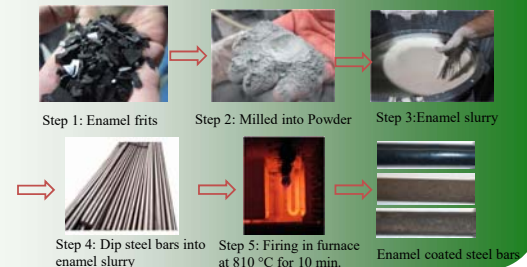 Step 1: Enamel frits
Step 2: Milled into Powder
Step 3:Enamel slurry
Step 4: Dip steel bars into
enamel slurry
Step 5: Firing in furnace
at 810 °C for 10 min.
Enamel coated steel bars